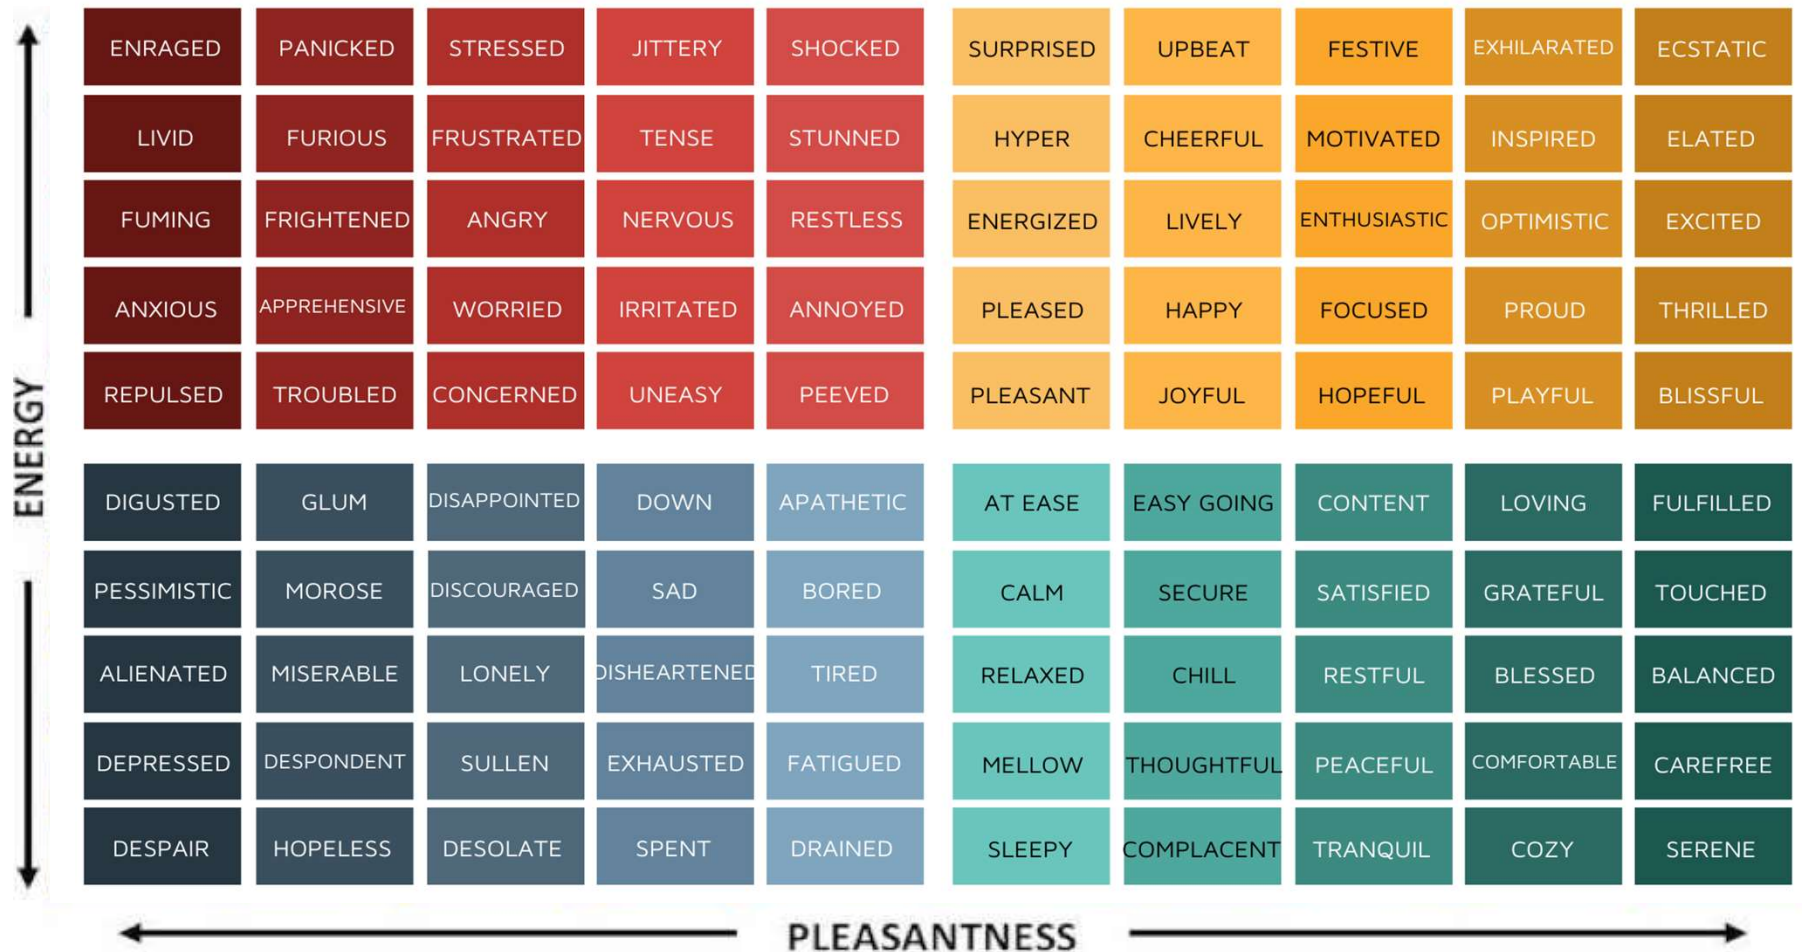 ENRAGED PANICKED STRESSED JITTERY SHOCKED SURPRISED UPBEAT FESTIVE EXHILARATED ECSTATIC
LIVID FURIOUS FRUSTRATED TENSE STUNNED HYPER CHEERFUL MOTIVATED INSPIRED ELATED
FUMING FRIGHTENED ANGRY NERVOUS RESTLESS ENERGIZED LIVELY ENTHUSIASTIC OPTIMISTIC EXCITED
ANXIOUS APPREHENSIVE WORRIED IRRITATED ANNOYED PLEASED HAPPY FOCUSED PROUD THRILLED
REPULSED TROUBLED CONCERNED UNEASY PEEVED PLEASANT JOYFUL HOPEFUL PLAYFUL BLISSFUL
ENERGY
DIGUSTED GLUM DISAPPOINTED DOWN APATHETIC AT EASE EASY GOING CONTENT LOVING FULFILLED
PESSIMISTIC MOROSE DISCOURAGED SAD BORED CALM SECURE SATISFIED GRATEFUL TOUCHED
ALIENATED MISERABLE LONELY DISHEARTENED TIRED RELAXED CHILL RESTFUL BLESSED BALANCED
DEPRESSED DESPONDENT SULLEN EXHAUSTED FATIGUED MELLOW THOUGHTFUL PEACEFUL COMFORTABLE CAREFREE
DESPAIR HOPELESS DESOLATE SPENT DRAINED SLEEPY COMPLACENT TRANQUIL COZY SERENE
PLEASANTNESS